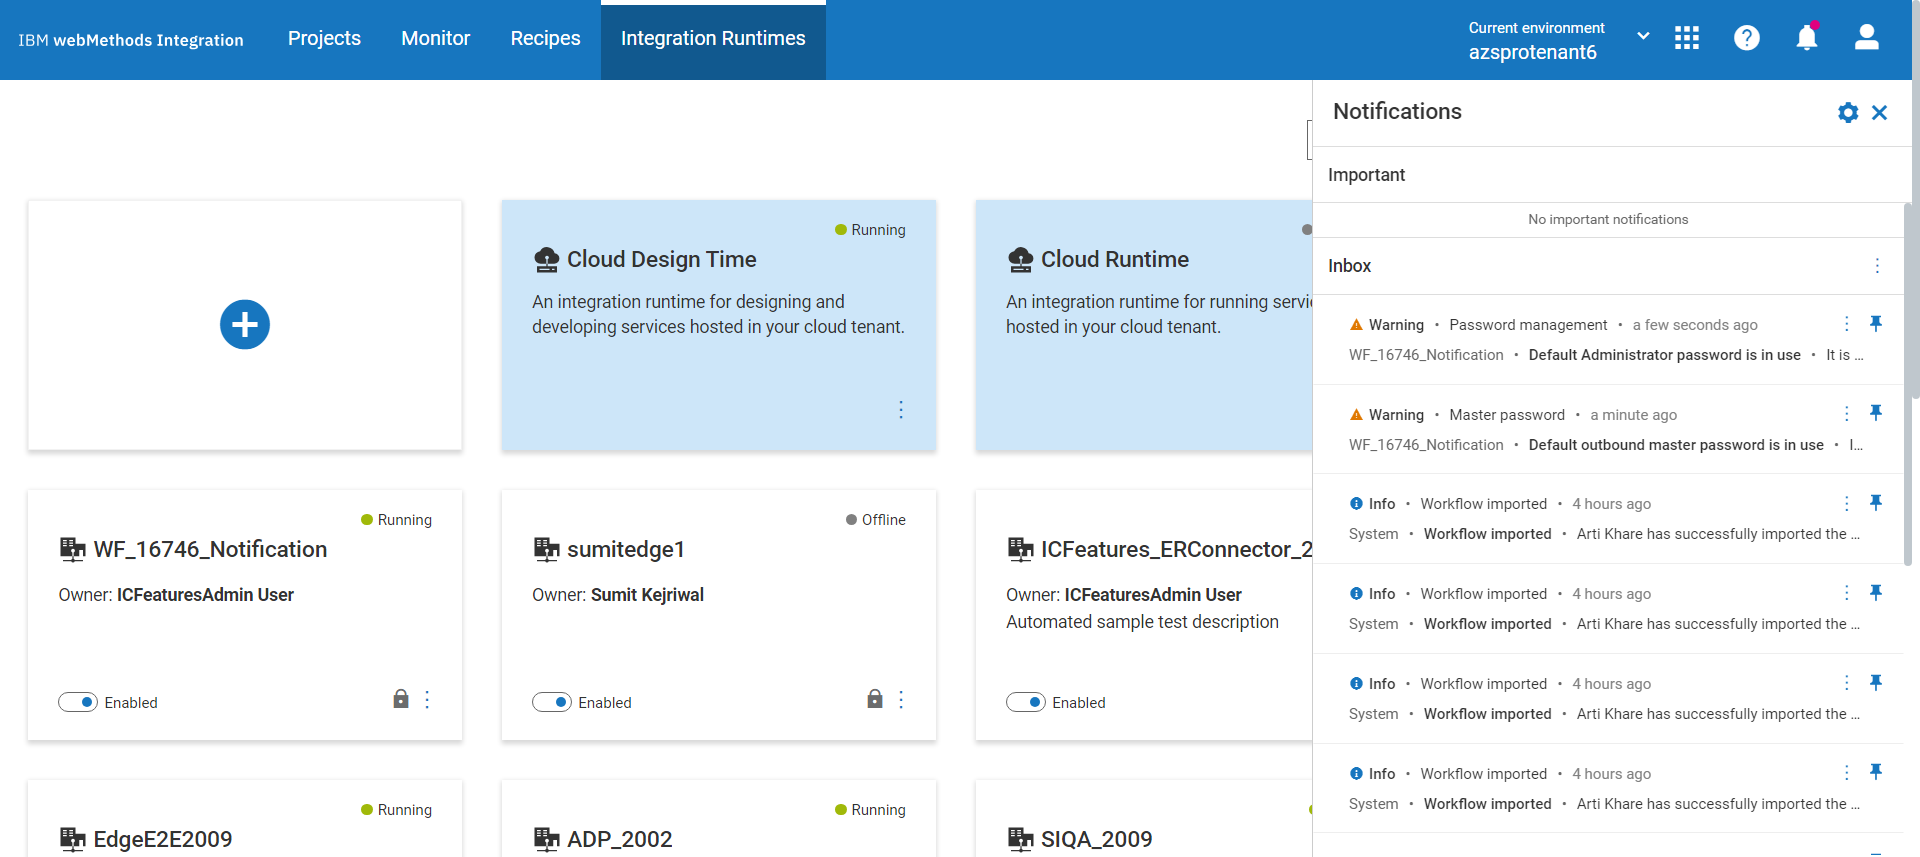 IBM webMethods Integration
Projects
Monitor
Recipes
Integration Runtimes
Current environment
azsprotenant6
Running
Cloud Design Time
An integration runtime for designing and
developing services hosted in your cloud tenant.
Cloud Runtime
An integration runtime for running servi
hosted in your cloud tenant.
Running
WF_16746_Notification
Owner: ICFeaturesAdmin User
Enabled
Offline
sumitedge1
Owner: Sumit Kejriwal
Enabled
ICFeatures_ERConnector_2
Owner: ICFeaturesAdmin User
Automated sample test description
Enabled
Running
EdgeE2E2009
Running
ADP_2002
SIQA_2009
Notifications
Important
No important notifications
Inbox
Warning • Password management • a few seconds ago
WF_16746_Notification • Default Administrator password is in use • It is ...
Warning • Master password • a minute ago
WF_16746_Notification • Default outbound master password is in use • I...
Info • Workflow imported • 4 hours ago
System • Workflow imported • Arti Khare has successfully imported the ...
Info • Workflow imported • 4 hours ago
System • Workflow imported • Arti Khare has successfully imported the ...
Info • Workflow imported • 4 hours ago
System • Workflow imported • Arti Khare has successfully imported the ...
Info • Workflow imported • 4 hours ago
System • Workflow imported • Arti Khare has successfully imported the ...